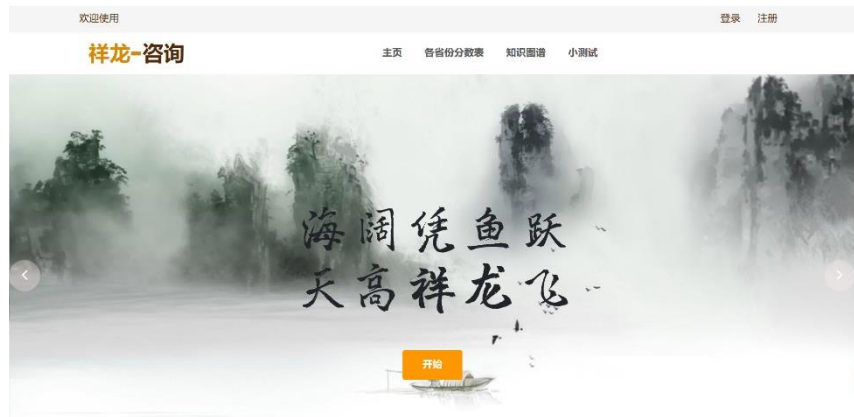 欢迎使用 登录 注册
祥龙-咨询 主页 各省份分数表 知识图谱 小测试
海阔凭鱼跃
天高祥龙飞
开始